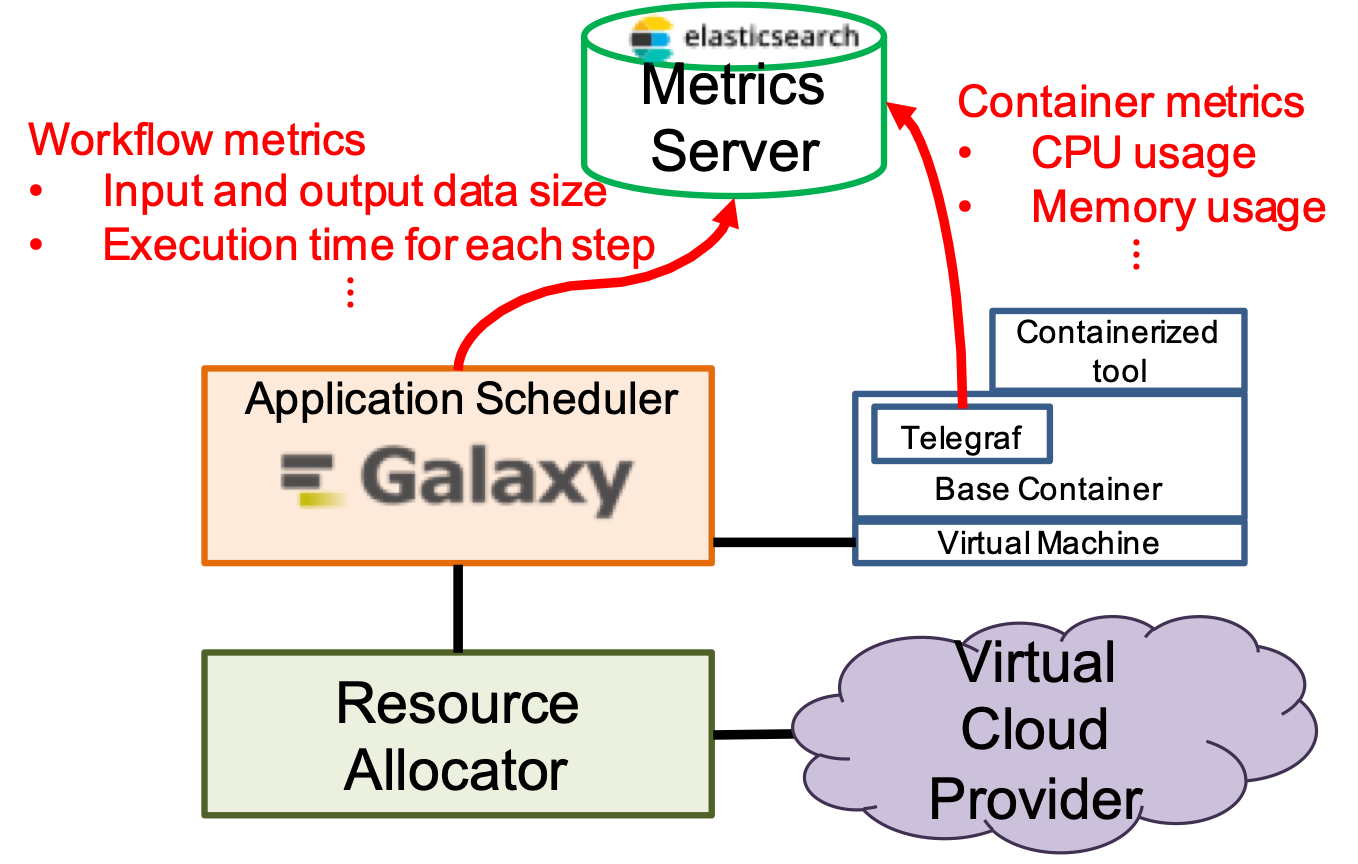 elasticsearch
Metrics
Server
Workflow metrics
• Input and output data size
• Execution time for each step
⋮
Container metrics
• CPU usage
• Memory usage
⋮
Containerized
tool
Telegraf
Base Container
Virtual Machine
Application Scheduler
Galaxy
Resource
Allocator
Virtual
Cloud
Provider